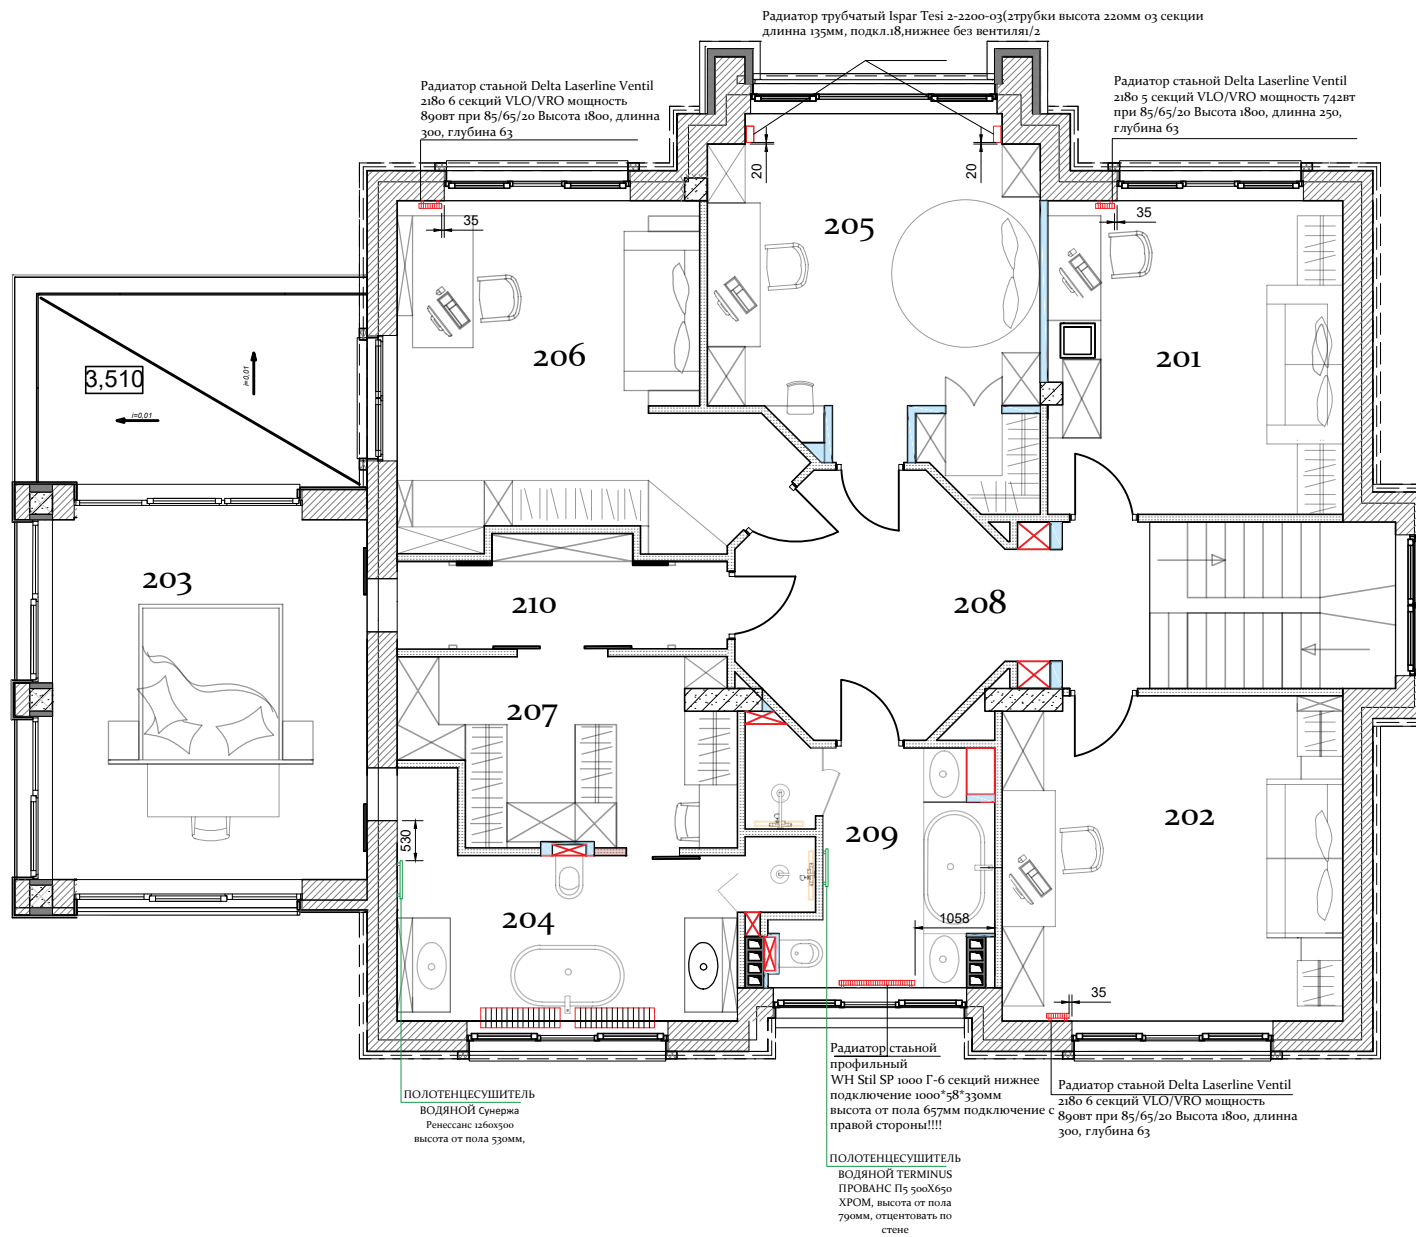 Радиатор трубчатый Ispar Tesi 2-2200-03(2трубки высота 220мм 03 секции
длинна 135мм, подкл.18,нижнее без вентиля1/2
Радиатор стаьной Delta Laserline Ventil
2180 6 секций VLO/VRO мощность
890вт при 85/65/20 Высота 1800, длинна
300, глубина 63
Радиатор стаьной Delta Laserline Ventil
2180 5 секций VLO/VRO мощность 742вт
при 85/65/20 Высота 1800, длинна 250,
глубина 63
20
20
35
35
205
206
201
3,510
i=0,01
i=0,01
203
210
208
207
209
202
530
204
1058
35
Радиатор стаьной
профильный
WH Stil SP 1000 Г-6 секций нижнее
подключение 1000*58*330мм
высота от пола 657мм подключение с
правой стороны!!!!
Радиатор стаьной Delta Laserline Ventil
2180 6 секций VLO/VRO мощность
890вт при 85/65/20 Высота 1800, длинна
300, глубина 63
ПОЛОТЕНЦЕСУШИТЕЛЬ
ВОДЯНОЙ Сунержа
Ренессанс 1260x500
высота от пола 530мм,
ПОЛОТЕНЦЕСУШИТЕЛЬ
ВОДЯНОЙ TERMINUS
ПРОВАНС П5 500Х650
ХРОМ, высота от пола
790мм, отцентовать по
стене